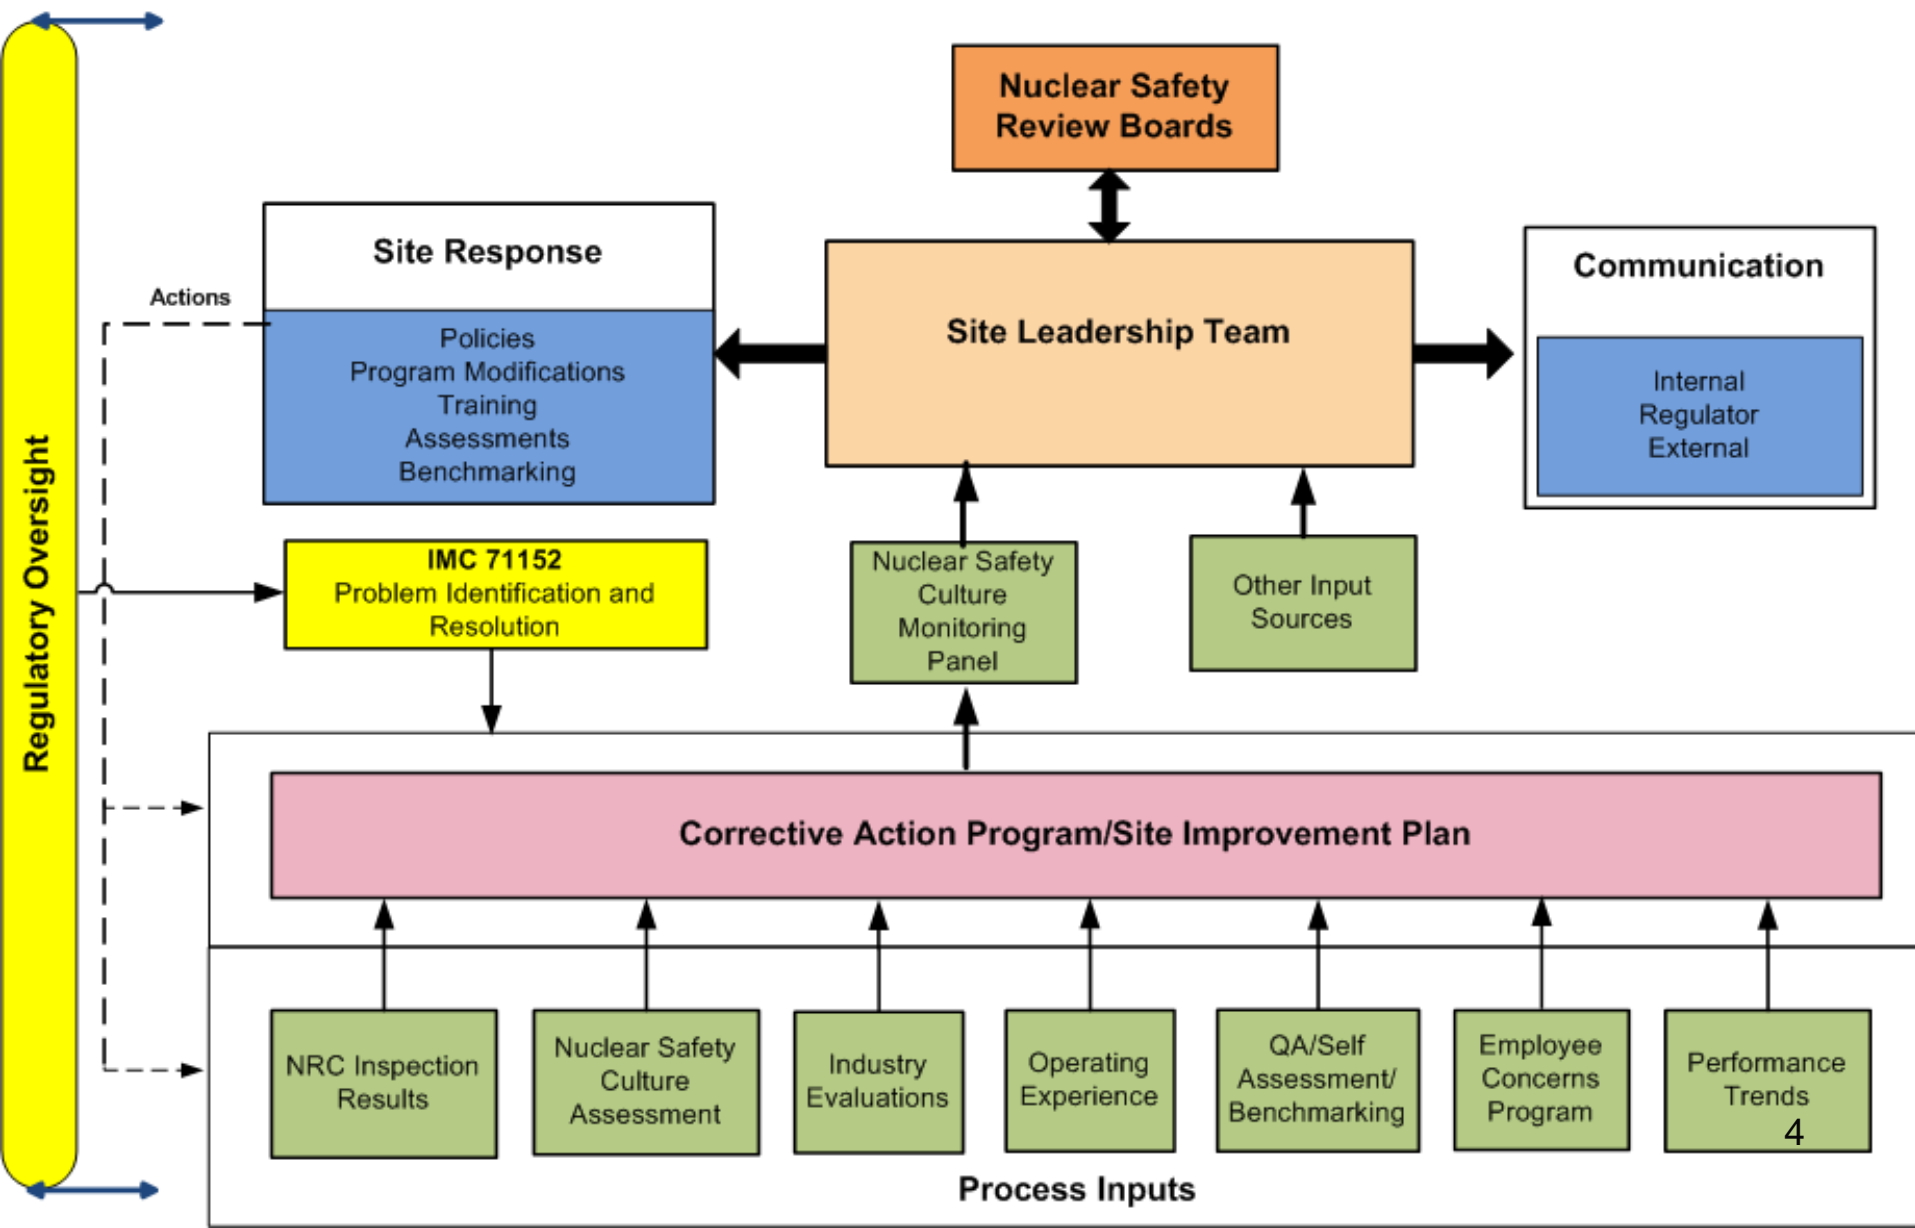 Nuclear Safety
Review Boards
Site Response
Communication
Actions
Site Leadership Team
Policies
Program Modifications
Training
Assessments
Benchmarking
Internal
Regulator
External
Regulatory Oversight
IMC 71152
Problem Identification and
Resolution
Nuclear Safety
Culture
Monitoring
Panel
Other Input
Sources
Corrective Action Program/Site Improvement Plan
NRC Inspection
Results
Nuclear Safety
Culture
Assessment
Industry
Evaluations
Operating
Experience
QA/Self
Assessment/
Benchmarking
Employee
Concerns
Program
Performance
Trends
4
Process Inputs